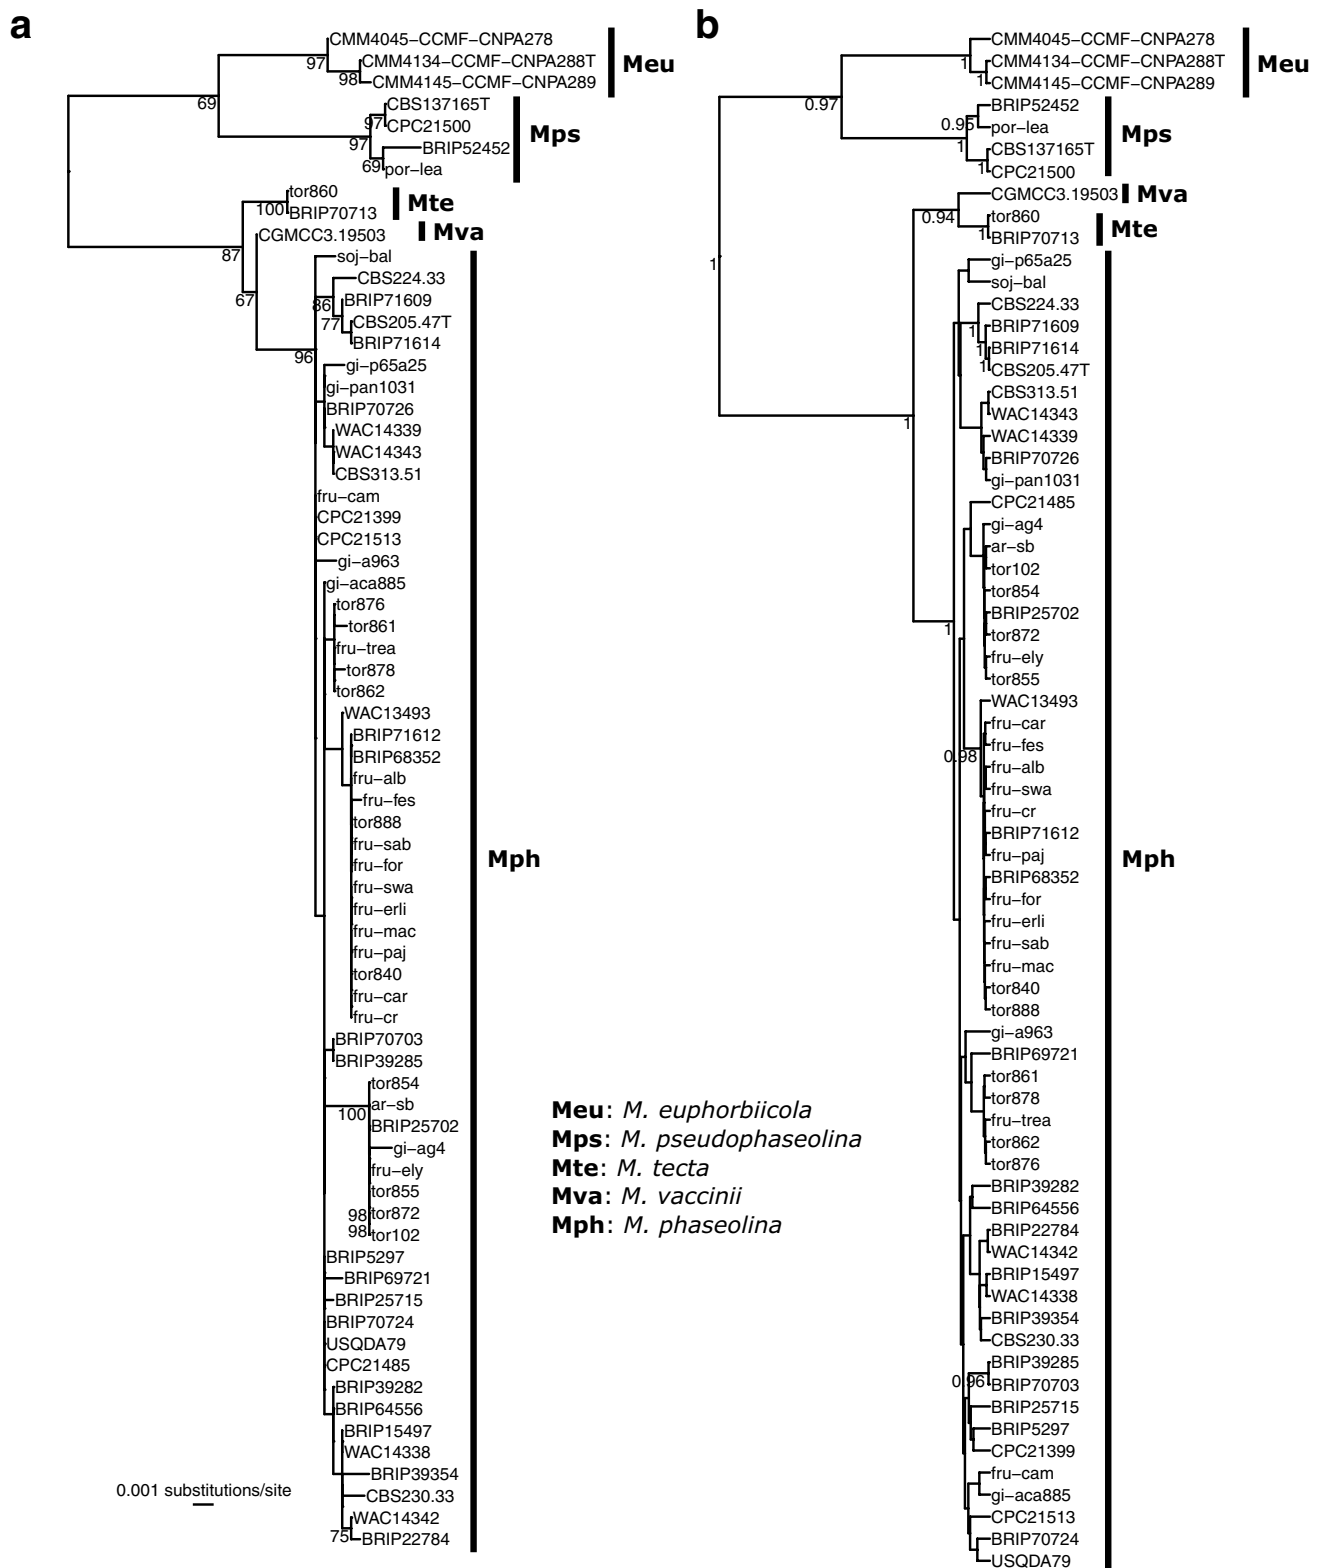 a
CMM4045−CCMF−CNPA278
97
CMM4134−CCMF−CNPA288T
98
CMM4145−CCMF−CNPA289
Meu
69
CBS137165T
97
CPC21500
97
BRIP52452
69
por−lea
Mps
tor860
100
BRIP70713
Mte
CGMCC3.19503
Mva
87
67
soj−bal
CBS224.33
86
BRIP71609
77
CBS205.47T
BRIP71614
96
gi−p65a25
gi−pan1031
BRIP70726
WAC14339
WAC14343
CBS313.51
fru−cam
CPC21399
CPC21513
gi−a963
gi−aca885
tor876
tor861
fru−trea
tor878
tor862
WAC13493
BRIP71612
BRIP68352
fru−alb
fru−fes
tor888
fru−sab
fru−for
fru−swa
fru−erli
fru−mac
fru−paj
tor840
fru−car
fru−cr
BRIP70703
BRIP39285
tor854
100
ar−sb
BRIP25702
gi−ag4
fru−ely
tor855
98
tor872
98
tor102
BRIP5297
BRIP69721
BRIP25715
BRIP70724
USQDA79
CPC21485
BRIP39282
BRIP64556
BRIP15497
WAC14338
BRIP39354
CBS230.33
WAC14342
75
BRIP22784
Mph
0.001 substitutions/site
Meu: M. euphorbiicola
Mps: M. pseudophaseolina
Mte: M. tecta
Mva: M. vaccinii
Mph: M. phaseolina
b
CMM4045−CCMF−CNPA278
1
CMM4134−CCMF−CNPA288T
1
CMM4145−CCMF−CNPA289
Meu
0.97
BRIP52452
0.95
por−lea
1
CBS137165T
1
CPC21500
Mps
CGMCC3.19503
Mva
0.94
tor860
1
BRIP70713
Mte
1
gi−p65a25
soj−bal
CBS224.33
1
BRIP71609
1
BRIP71614
1
CBS205.47T
CBS313.51
WAC14343
1
WAC14339
BRIP70726
gi−pan1031
CPC21485
gi−ag4
ar−sb
tor102
tor854
BRIP25702
1
tor872
fru−ely
tor855
WAC13493
fru−car
fru−fes
0.98
fru−alb
fru−swa
fru−cr
BRIP71612
fru−paj
BRIP68352
fru−for
fru−erli
fru−sab
fru−mac
tor840
tor888
gi−a963
BRIP69721
tor861
tor878
fru−trea
tor862
tor876
BRIP39282
BRIP64556
BRIP22784
WAC14342
BRIP15497
WAC14338
BRIP39354
CBS230.33
BRIP39285
0.96
BRIP70703
BRIP25715
BRIP5297
CPC21399
fru−cam
gi−aca885
CPC21513
BRIP70724
USQDA79
Mph